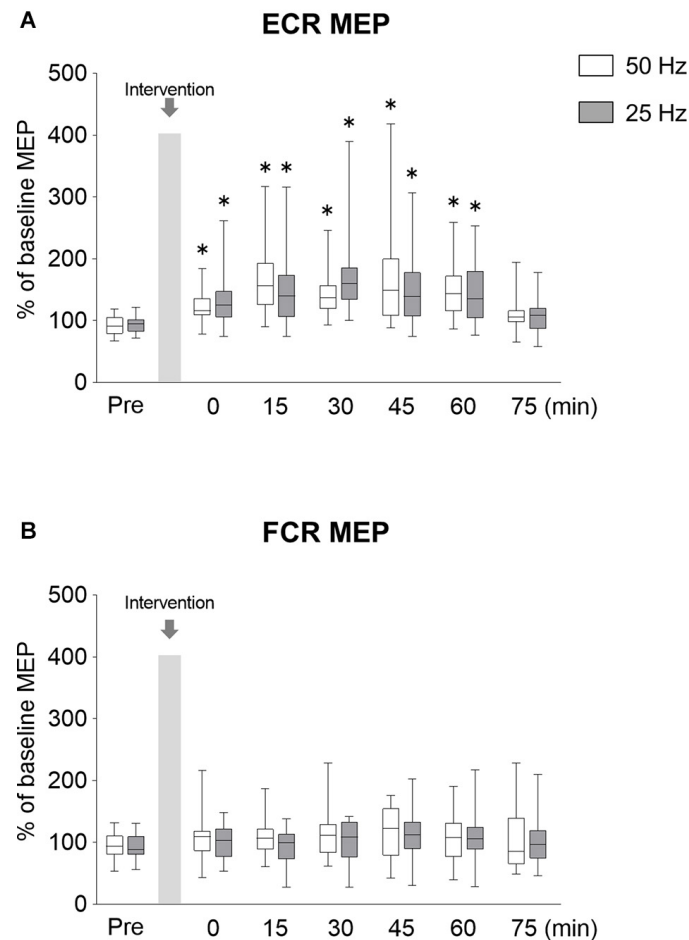 A
ECR MEP
50 Hz
25 Hz
Intervention
% of baseline MEP
500
400
300
200
100
0
* * * * * * * * * *
Pre 0 15 30 45 60 75 (min)
B
FCR MEP
Intervention
% of baseline MEP
500
400
300
200
100
0
Pre 0 15 30 45 60 75 (min)